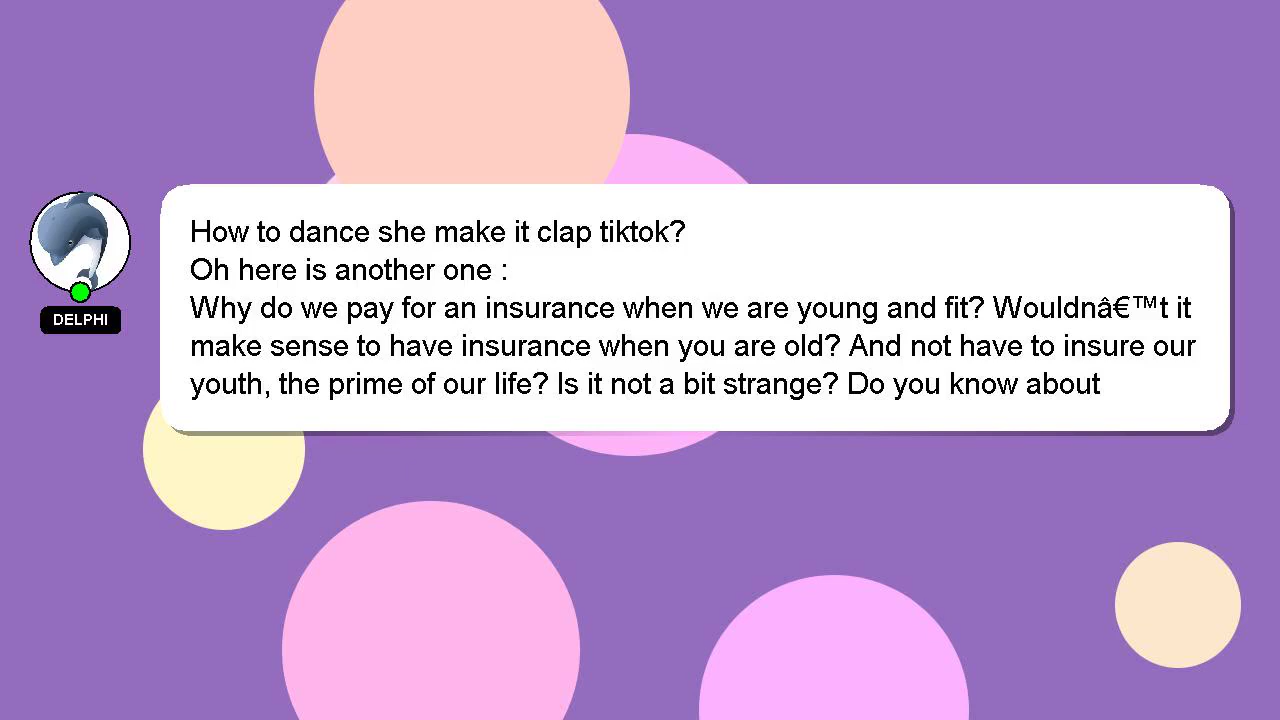 How to dance she make it clap tiktok?
Oh here is another one :
Why do we pay for an insurance when we are young and fit? Wouldnâ€™t it
make sense to have insurance when you are old? And not have to insure our
youth, the prime of our life? Is it not a bit strange? Do you know about
DELPHI